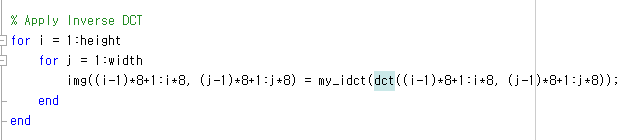 % Apply Inverse DCT
for i = 1:height
for j = 1:width
img((i-1)*8+1:i*8, (j-1)*8+1:j*8) = my_idct(dct((i-1)*8+1:i*8, (j-1)*8+1:j*8));
end
end